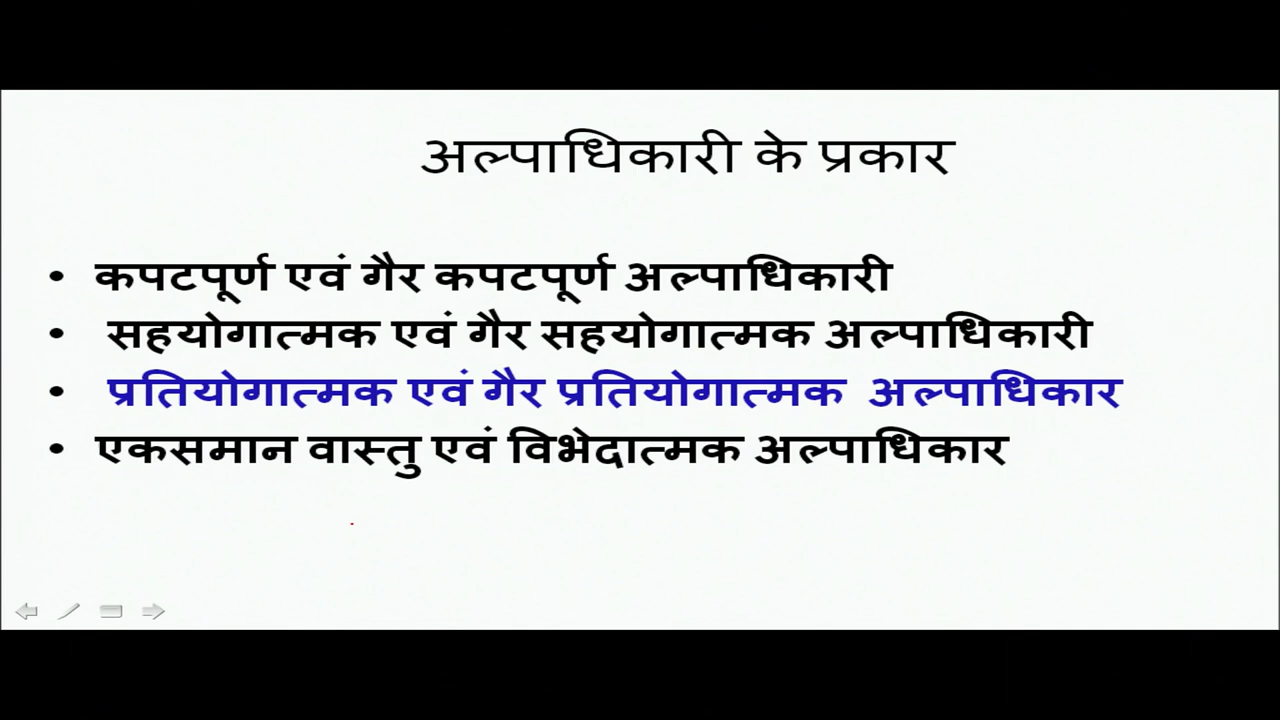 अल्पाधिकारी के प्रकार
• कपटपूर्ण एवं गैर कपटपूर्ण अल्पाधिकारी
• सहयोगात्मक एवं गैर सहयोगात्मक अल्पाधिकारी
• प्रतियोगात्मक एवं गैर प्रतियोगात्मक अल्पाधिकार
• एकसमान वास्तु एवं विभेदात्मक अल्पाधिकार